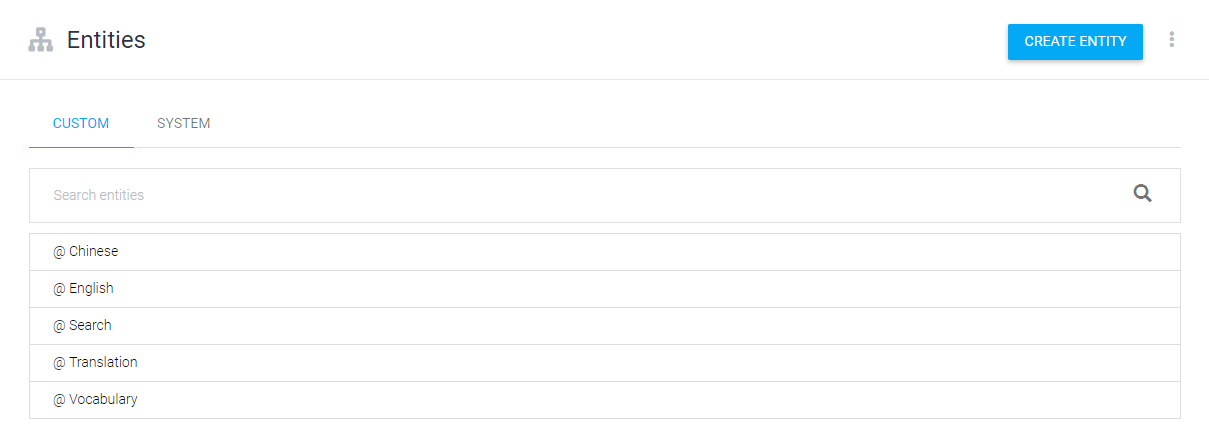 Entities
CREATE ENTITY
CUSTOM
SYSTEM
Search entities
@ Chinese
@ English
@ Search
@ Translation
@ Vocabulary